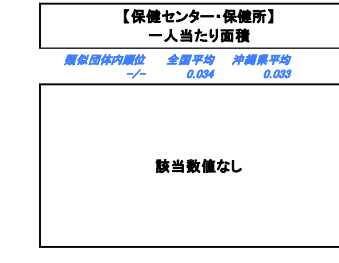 【保健センター・保健所】
一人当たり面積
類似団体内順位 全国平均 沖縄県平均
-/- 0.034 0.033
該当数値なし